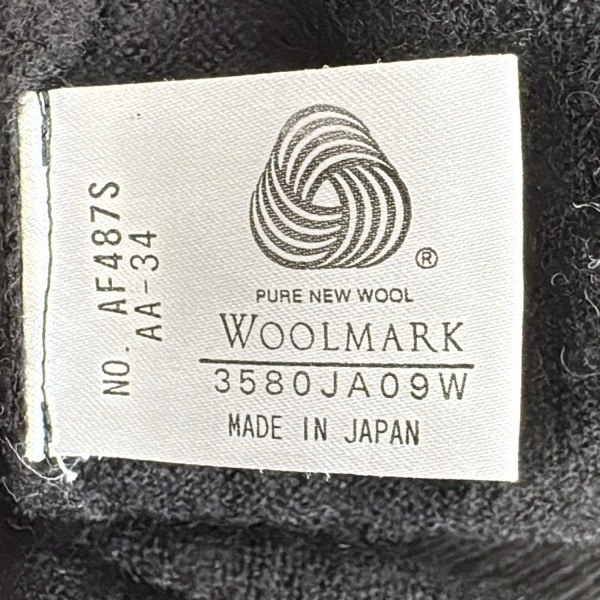 ®
PURE NEW WOOL
WOOLMARK
3580JA09W
MADE IN JAPAN
NO. AF487S
AA-34